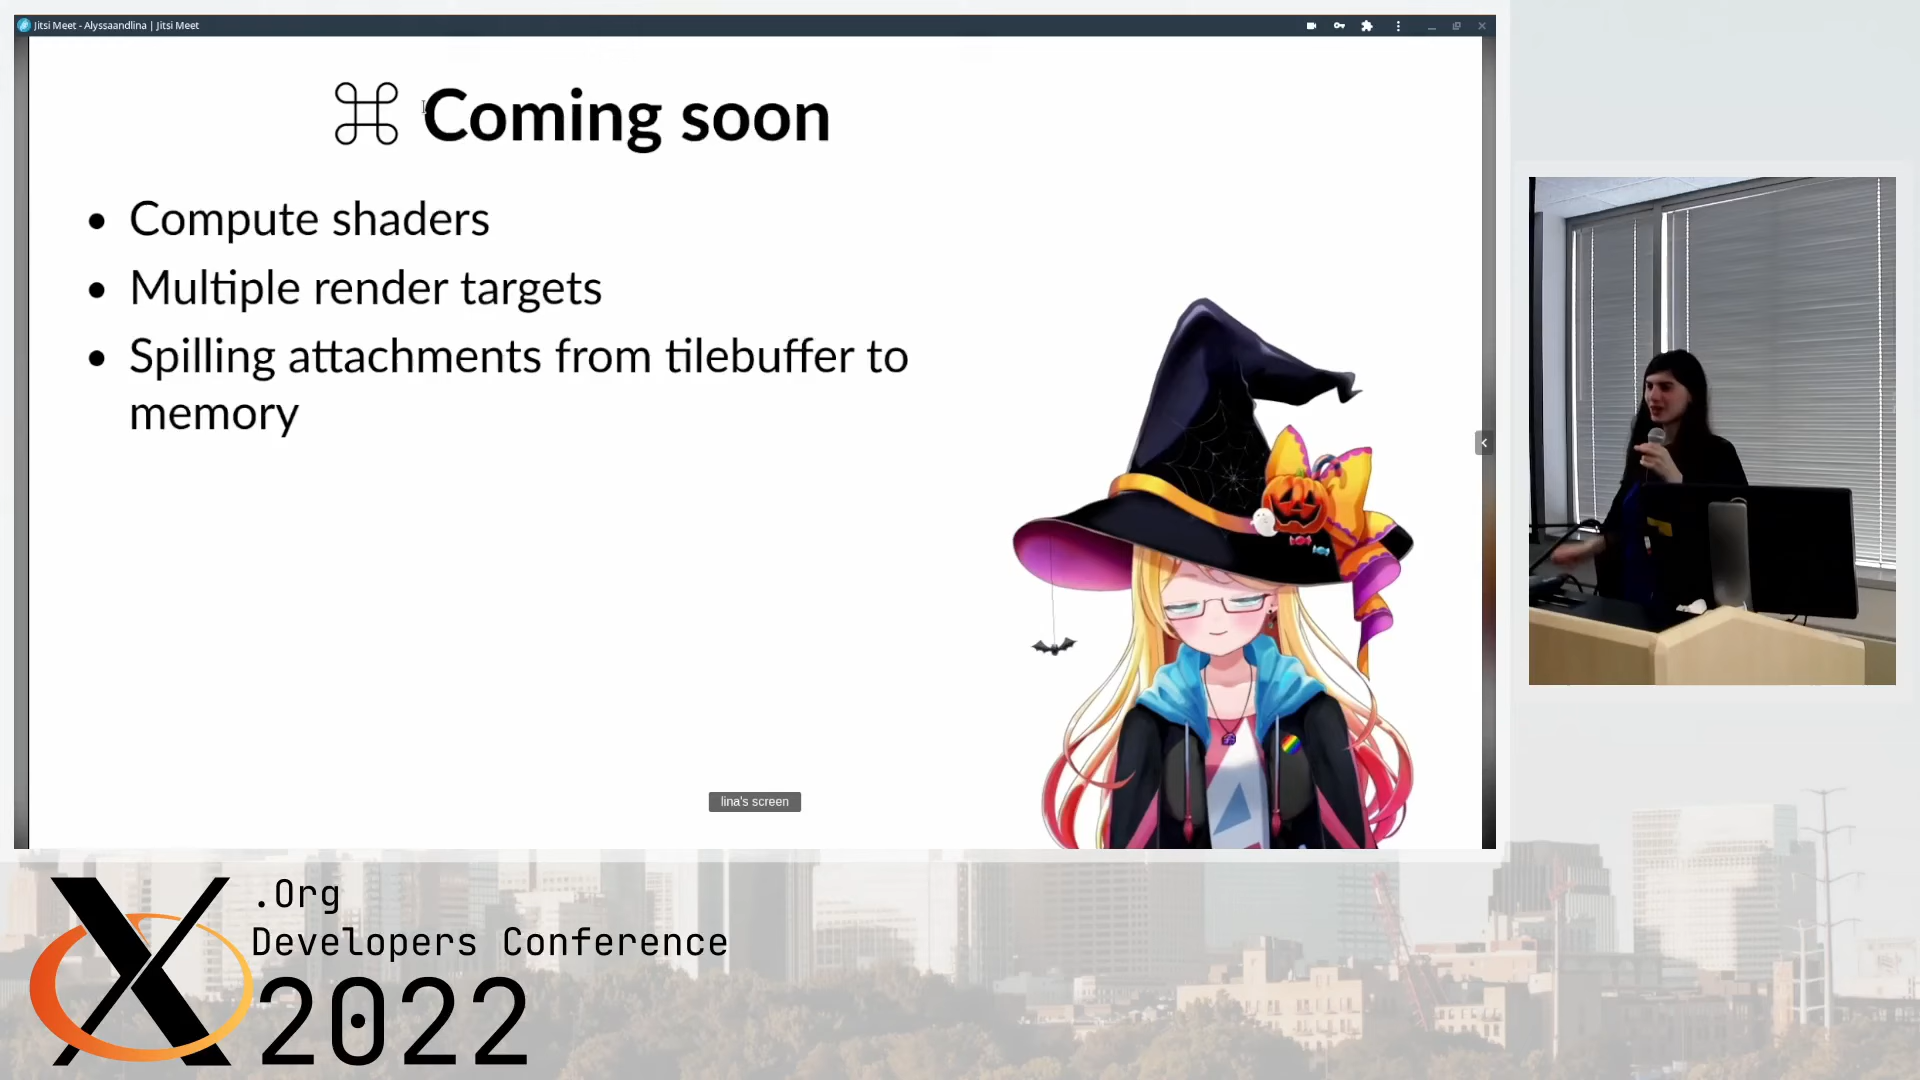 Jitsi Meet - Alyssaandlina | Jitsi Meet
⌘ Coming soon
• Compute shaders
• Multiple render targets
• Spilling attachments from tilebuffer to
memory
lina's screen
X
.Org
Developers Conference
2022